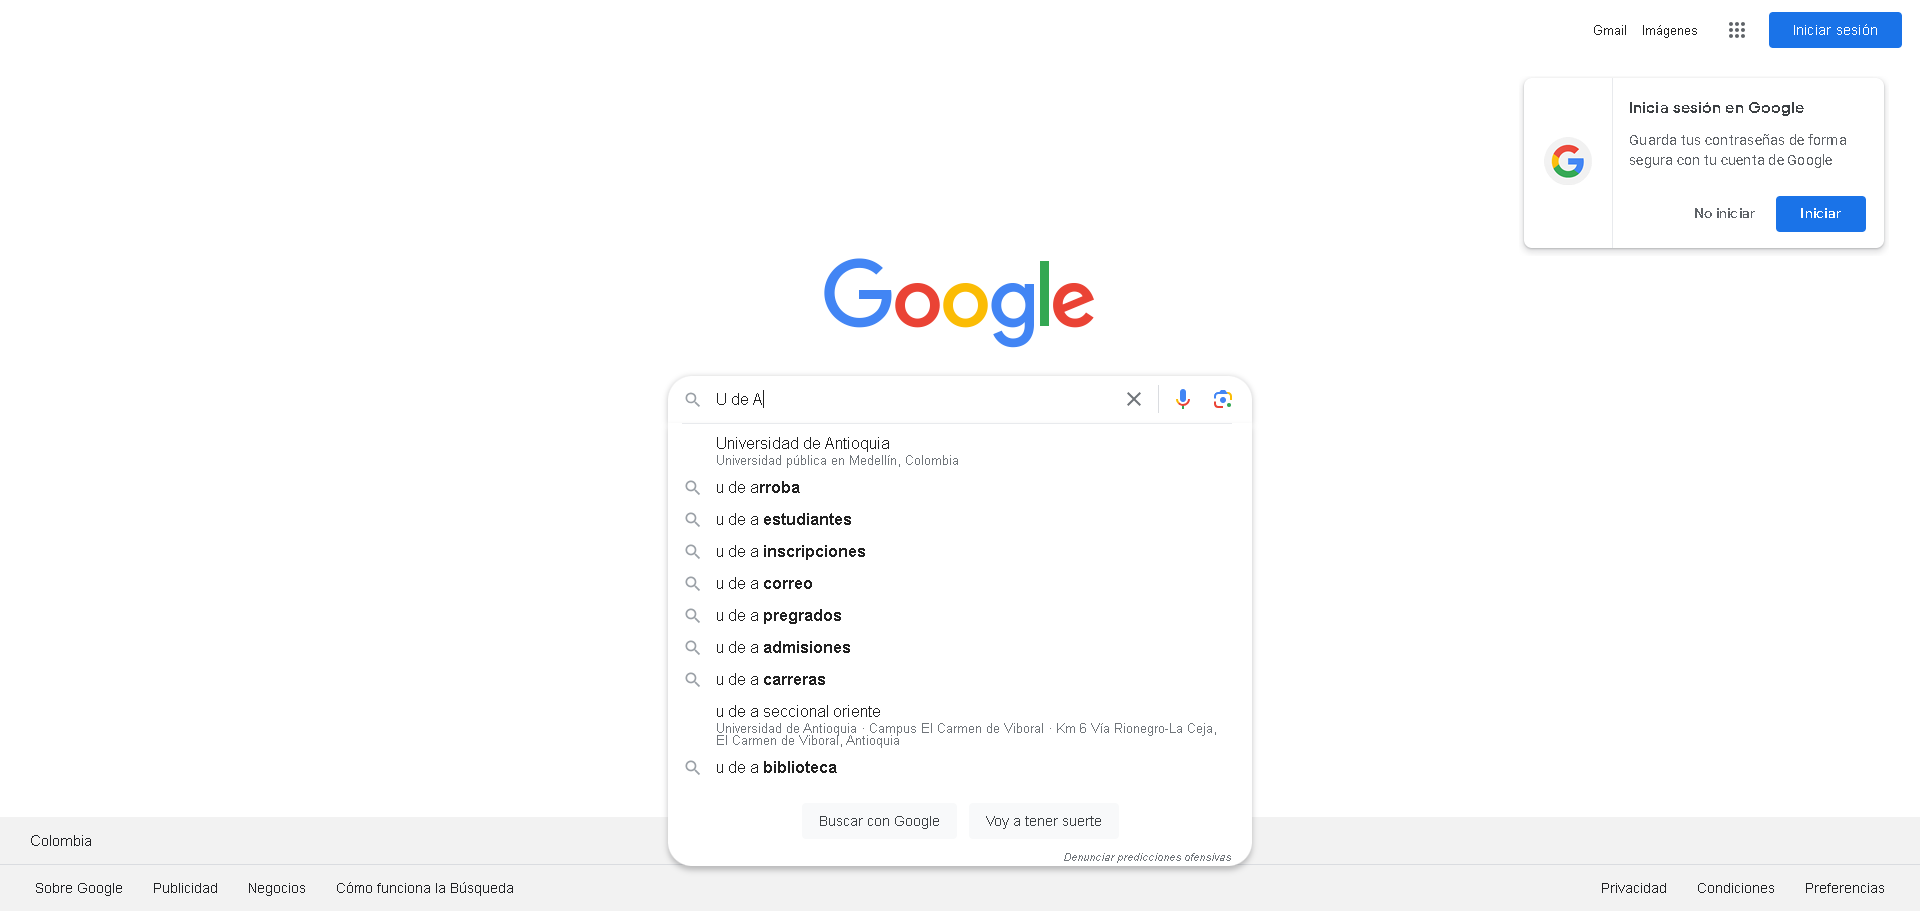 Gmail Imágenes Iniciar sesión
Inicia sesión en Google
Guarda tus contraseñas de forma
segura con tu cuenta de Google
No iniciar Iniciar
Google
U de A
Universidad de Antioquia
Universidad pública en Medellín, Colombia
u de arroba
u de a estudiantes
u de a inscripciones
u de a correo
u de a pregrados
u de a admisiones
u de a carreras
u de a seccional oriente
Universidad de Antioquia · Campus El Carmen de Viboral · Km 6 Vía Rionegro-La Ceja,
El Carmen de Viboral, Antioquia
u de a biblioteca
Buscar con Google Voy a tener suerte
Denunciar predicciones ofensivas
Colombia
Sobre Google Publicidad Negocios Cómo funciona la Búsqueda Privacidad Condiciones Preferencias